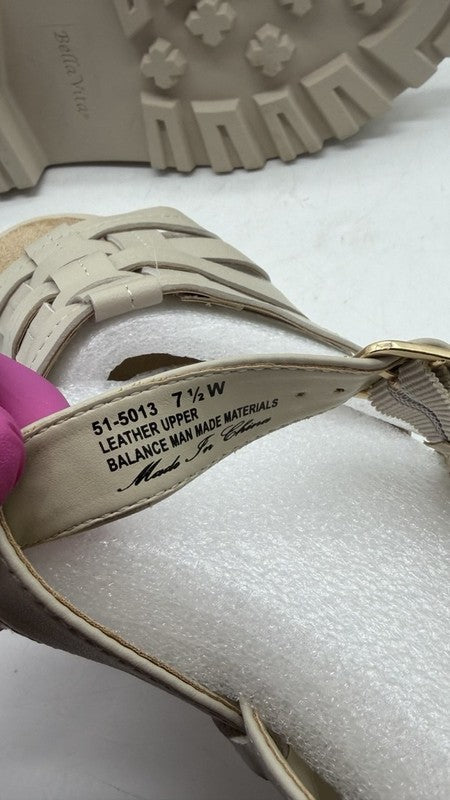 Bella Vita®
51-5013 7 ½ W
LEATHER UPPER
BALANCE MAN MADE MATERIALS
Made In China